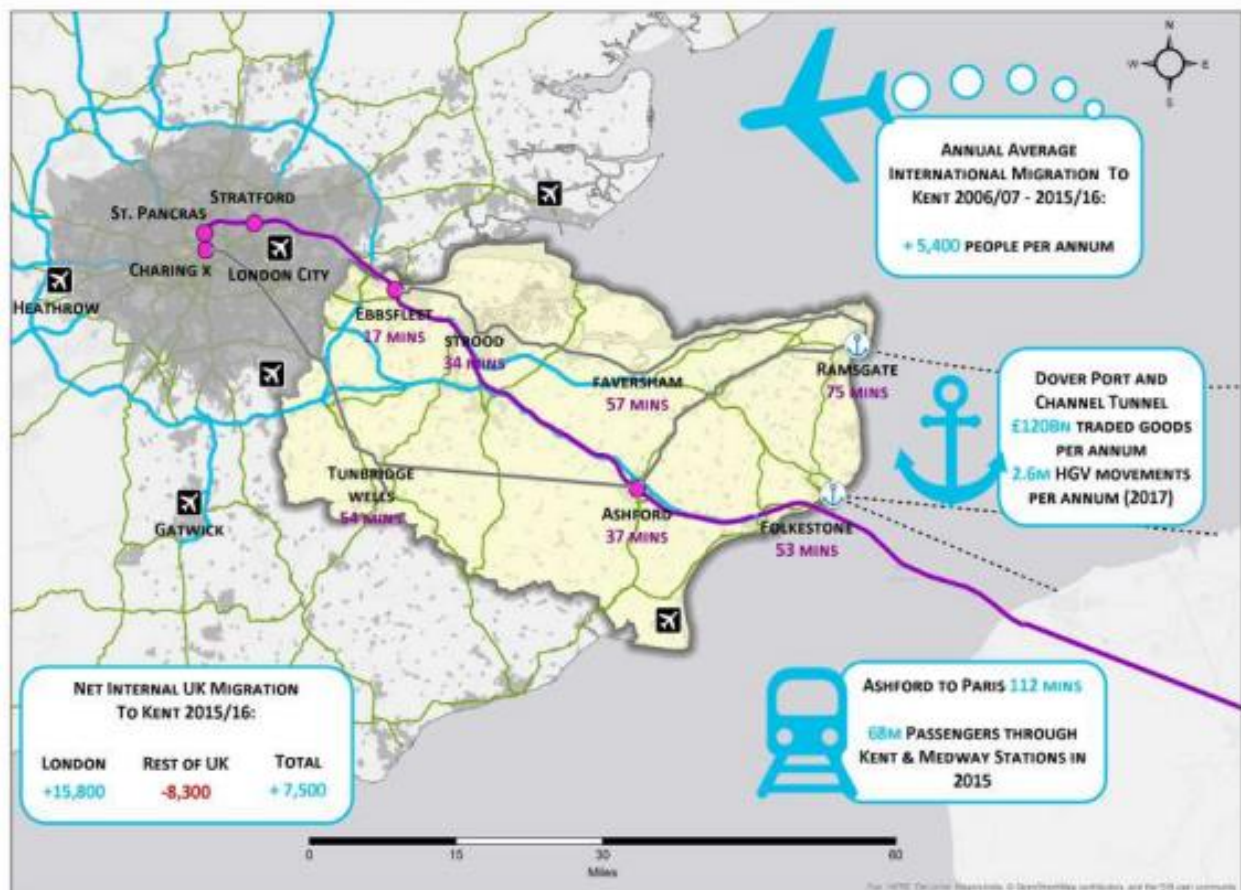 N
W E
S
ANNUAL AVERAGE
INTERNATIONAL MIGRATION TO
KENT 2006/07 - 2015/16:
+ 5,400 PEOPLE PER ANNUM
STRATFORD
ST. PANCRAS
CHARING X
LONDON CITY
HEATHROW
EBBSFLEET
17 MINS
STROOD
34 MINS
FAVERSHAM
57 MINS
RAMSGATE
75 MINS
DOVER PORT AND
CHANNEL TUNNEL
£120BN TRADED GOODS
PER ANNUM
2.6M HGV MOVEMENTS
PER ANNUM (2017)
TUNBRIDGE
WELLS
54 MINS
GATWICK
ASHFORD
37 MINS
FOLKESTONE
53 MINS
NET INTERNAL UK MIGRATION
TO KENT 2015/16:
LONDON REST OF UK TOTAL
+15,800 -8,300 +7,500
ASHFORD TO PARIS 112 MINS
68M PASSENGERS THROUGH
KENT & MEDWAY STATIONS IN
2015
0 15 30 60
Miles